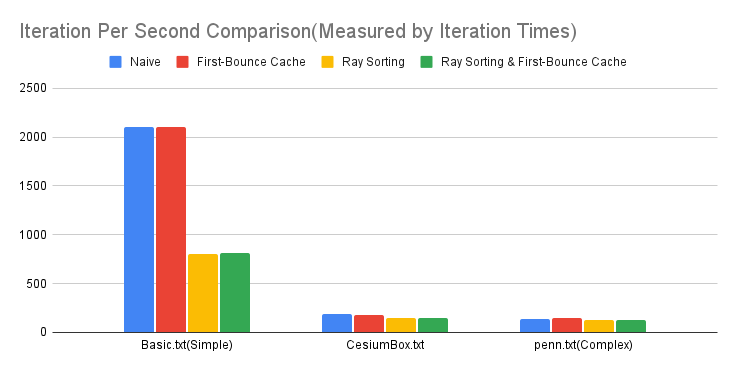 Iteration Per Second Comparison(Measured by Iteration Times)
Naive First-Bounce Cache Ray Sorting Ray Sorting & First-Bounce Cache
2500
2000
1500
1000
500
0
Basic.txt(Simple) CesiumBox.txt penn.txt(Complex)